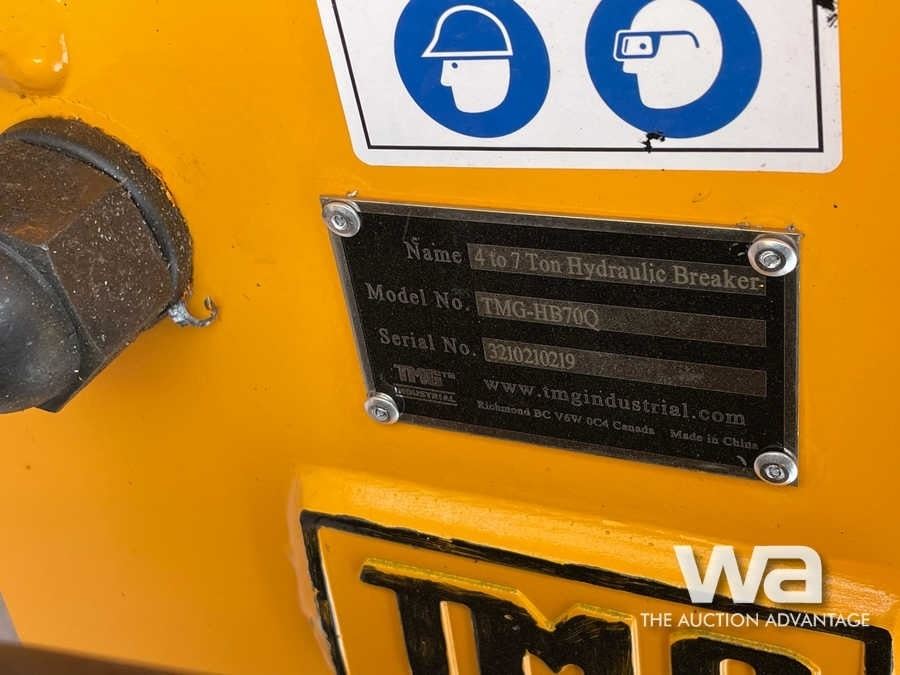 Name 4 to 7 Ton Hydraulic Breaker
Model No. TMG-HB70Q
Serial No. 3210210219
TMG™ INDUSTRIAL
www.tmgindustrial.com
Richmond BC V6W 0C4 Canada Made in China
TMG
wa
THE AUCTION ADVANTAGE